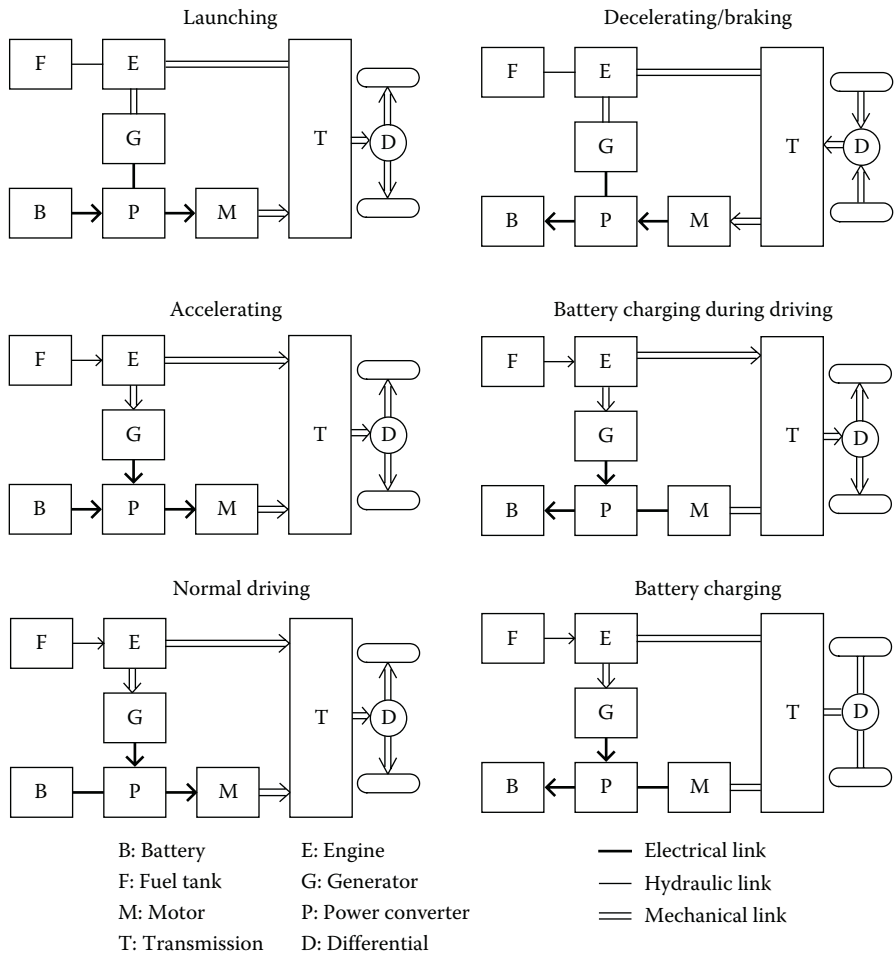 Launching
F
E
G
T
D
B
P
M
Decelerating/braking
F
E
G
T
D
B
P
M
Accelerating
F
E
G
T
D
B
P
M
Battery charging during driving
F
E
G
T
D
B
P
M
Normal driving
F
E
G
T
D
B
P
M
Battery charging
F
E
G
T
D
B
P
M
B: Battery
F: Fuel tank
M: Motor
T: Transmission
E: Engine
G: Generator
P: Power converter
D: Differential
Electrical link
Hydraulic link
Mechanical link